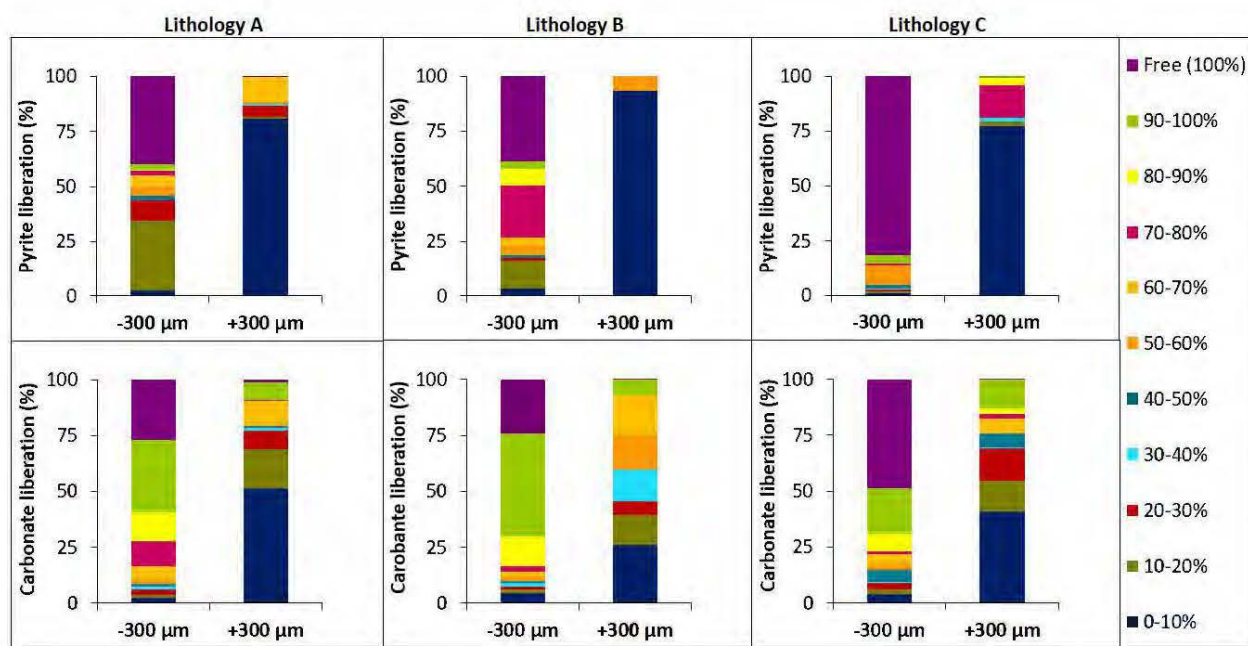 Lithology A
Lithology B
Lithology C
Pyrite liberation (%)
100
75
50
25
0
-300 µm
+300 µm
Pyrite liberation (%)
100
75
50
25
0
-300 µm
+300 µm
Pyrite liberation (%)
100
75
50
25
0
-300 µm
+300 µm
Carbonate liberation (%)
100
75
50
25
0
-300 µm
+300 µm
Carobante liberation (%)
100
75
50
25
0
-300 µm
+300 µm
Carbonate liberation (%)
100
75
50
25
0
-300 µm
+300 µm
Free (100%)
90-100%
80-90%
70-80%
60-70%
50-60%
40-50%
30-40%
20-30%
10-20%
0-10%